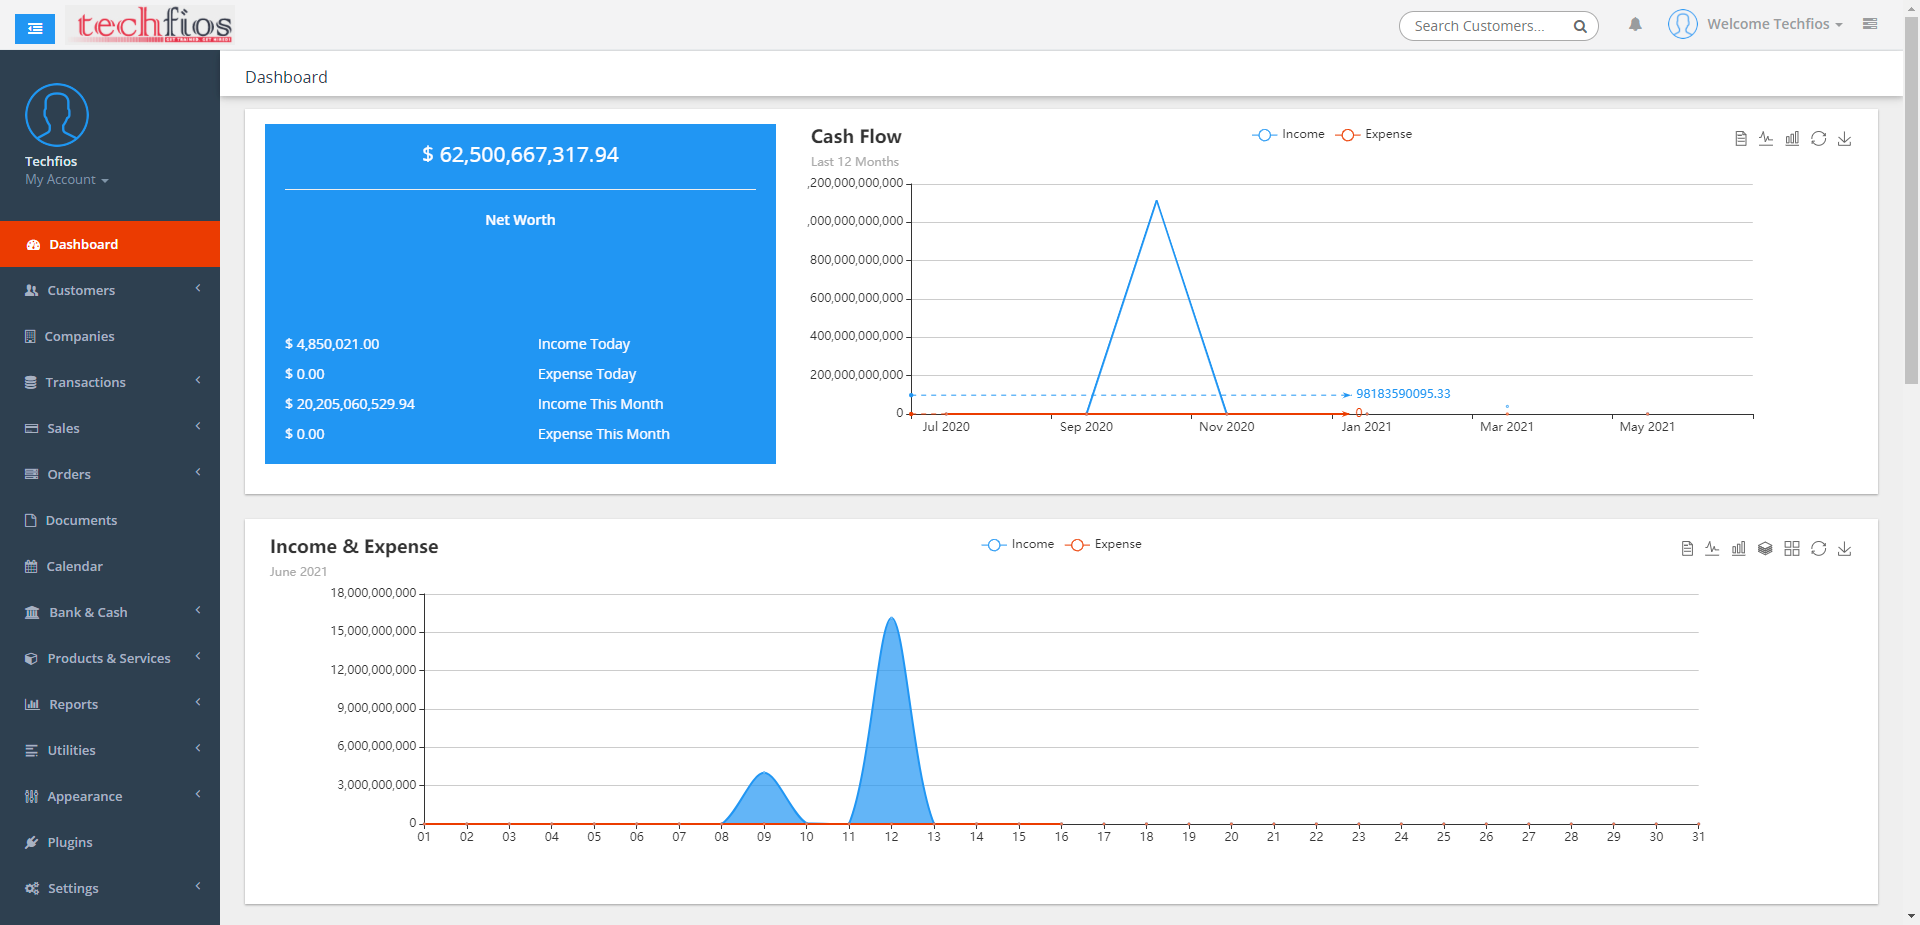 techfios
GET TRAINED. GET HIRED!
Search Customers...
Welcome Techfios
Techfios
My Account
Dashboard
Customers
Companies
Transactions
Sales
Orders
Documents
Calendar
Bank & Cash
Products & Services
Reports
Utilities
Appearance
Plugins
Settings
Dashboard
$ 62,500,667,317.94
Net Worth
$ 4,850,021.00 Income Today
$ 0.00 Expense Today
$ 20,205,060,529.94 Income This Month
$ 0.00 Expense This Month
Cash Flow
Last 12 Months
Income Expense
,200,000,000,000
,000,000,000,000
800,000,000,000
600,000,000,000
400,000,000,000
200,000,000,000
0
98183590095.33
0
Jul 2020 Sep 2020 Nov 2020 Jan 2021 Mar 2021 May 2021
Income & Expense
June 2021
Income Expense
18,000,000,000
15,000,000,000
12,000,000,000
9,000,000,000
6,000,000,000
3,000,000,000
0
01 02 03 04 05 06 07 08 09 10 11 12 13 14 15 16 17 18 19 20 21 22 23 24 25 26 27 28 29 30 31